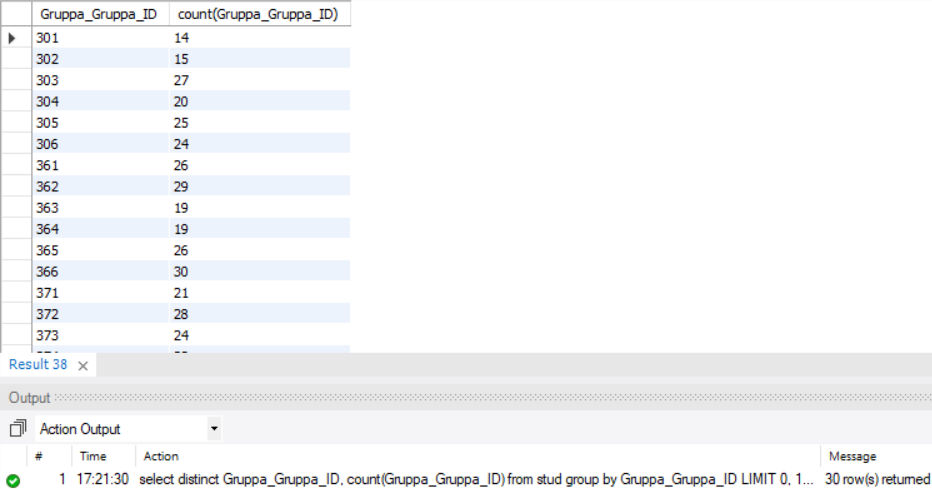 Gruppa_Gruppa_ID count(Gruppa_Gruppa_ID)
301 14
302 15
303 27
304 20
305 25
306 24
361 26
362 29
363 19
364 19
365 26
366 30
371 21
372 28
373 24
Result 38
Output
Action Output
# Time Action Message
1 17:21:30 select distinct Gruppa_Gruppa_ID, count(Gruppa_Gruppa_ID) from stud group by Gruppa_Gruppa_ID LIMIT 0, 1... 30 row(s) returned